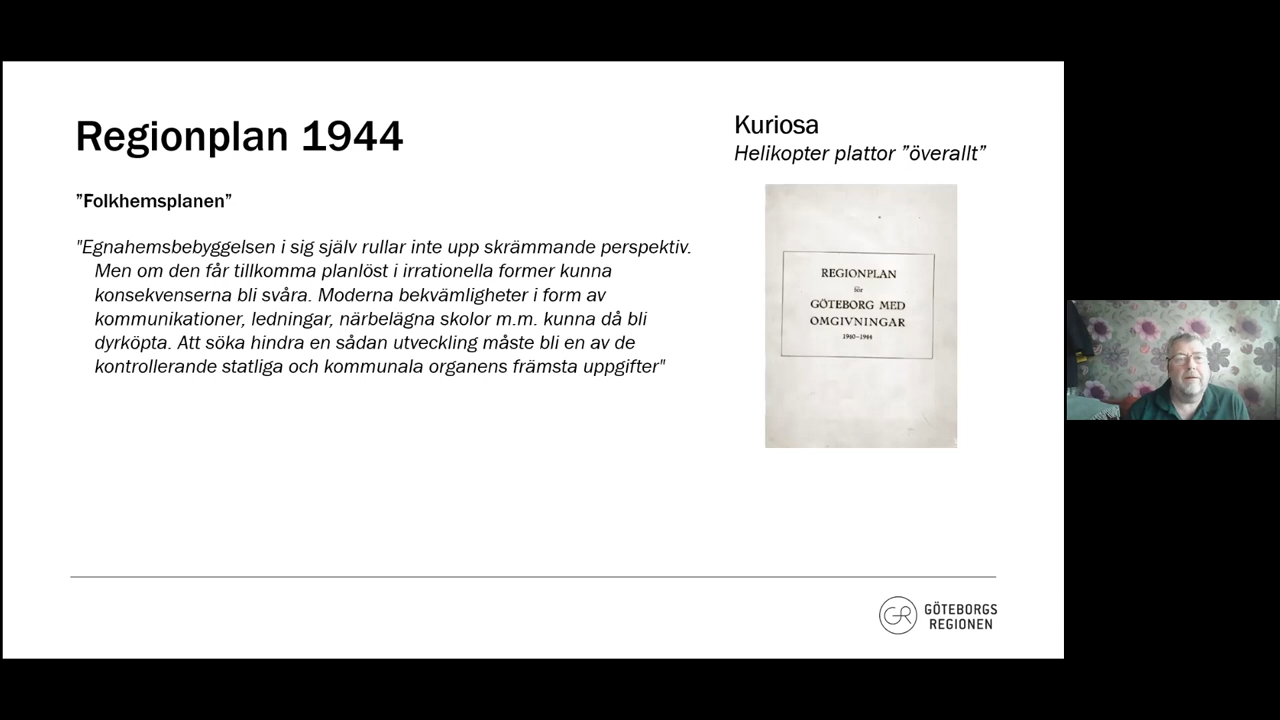 Regionplan 1944
"Folkhemsplanen"
"Egnahemsbebyggelsen i sig själv rullar inte upp skrämmande perspektiv.
Men om den får tillkomma planlöst i irrationella former kunna
konsekvenserna bli svåra. Moderna bekvämligheter i form av
kommunikationer, ledningar, närbelägna skolor m.m. kunna då bli
dyrköpta. Att söka hindra en sådan utveckling måste bli en av de
kontrollerande statliga och kommunala organens främsta uppgifter"
Kuriosa
Helikopter plattor ”överallt”
REGIONPLAN
för
GÖTEBORG MED
OMGIVNINGAR
1940–1944
GR
GÖTEBORGS
REGIONEN